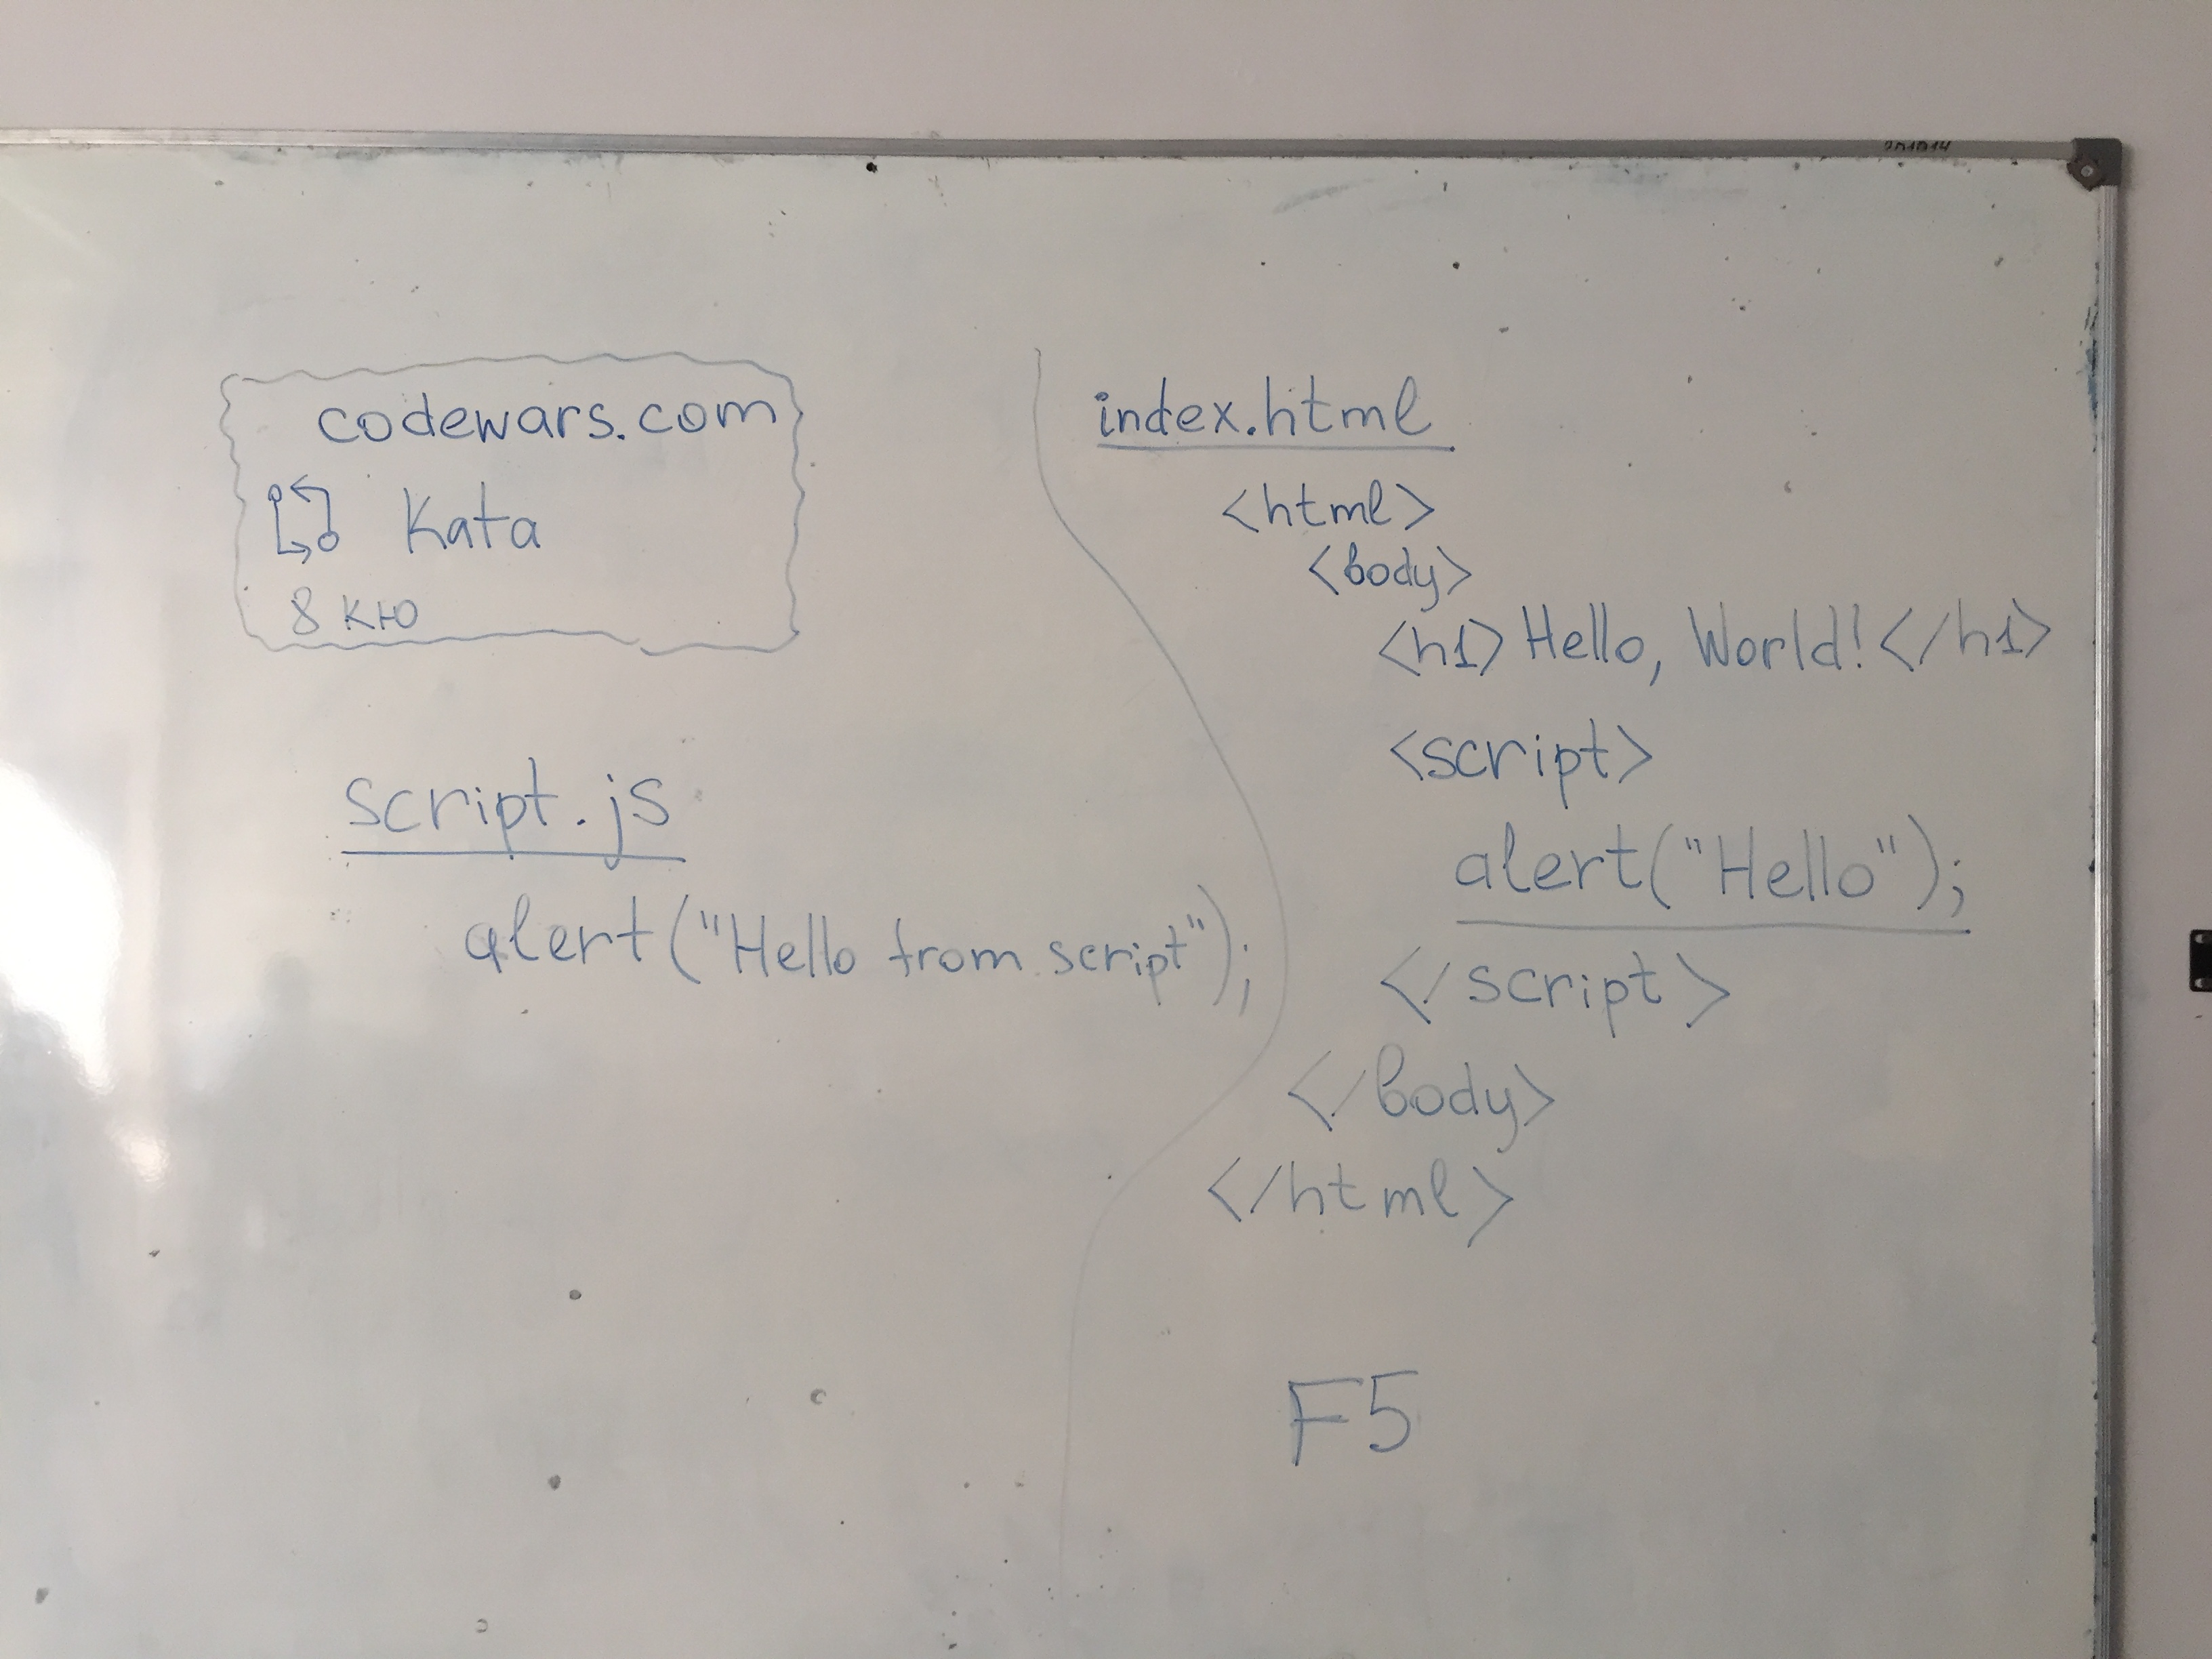 codewars.com
Kata
8 кю
script.js
alert("Hello from script");
index.html
<html>
<body>
<h1>Hello, World!</h1>
<script>
alert("Hello");
</script>
</body>
</html>
F5